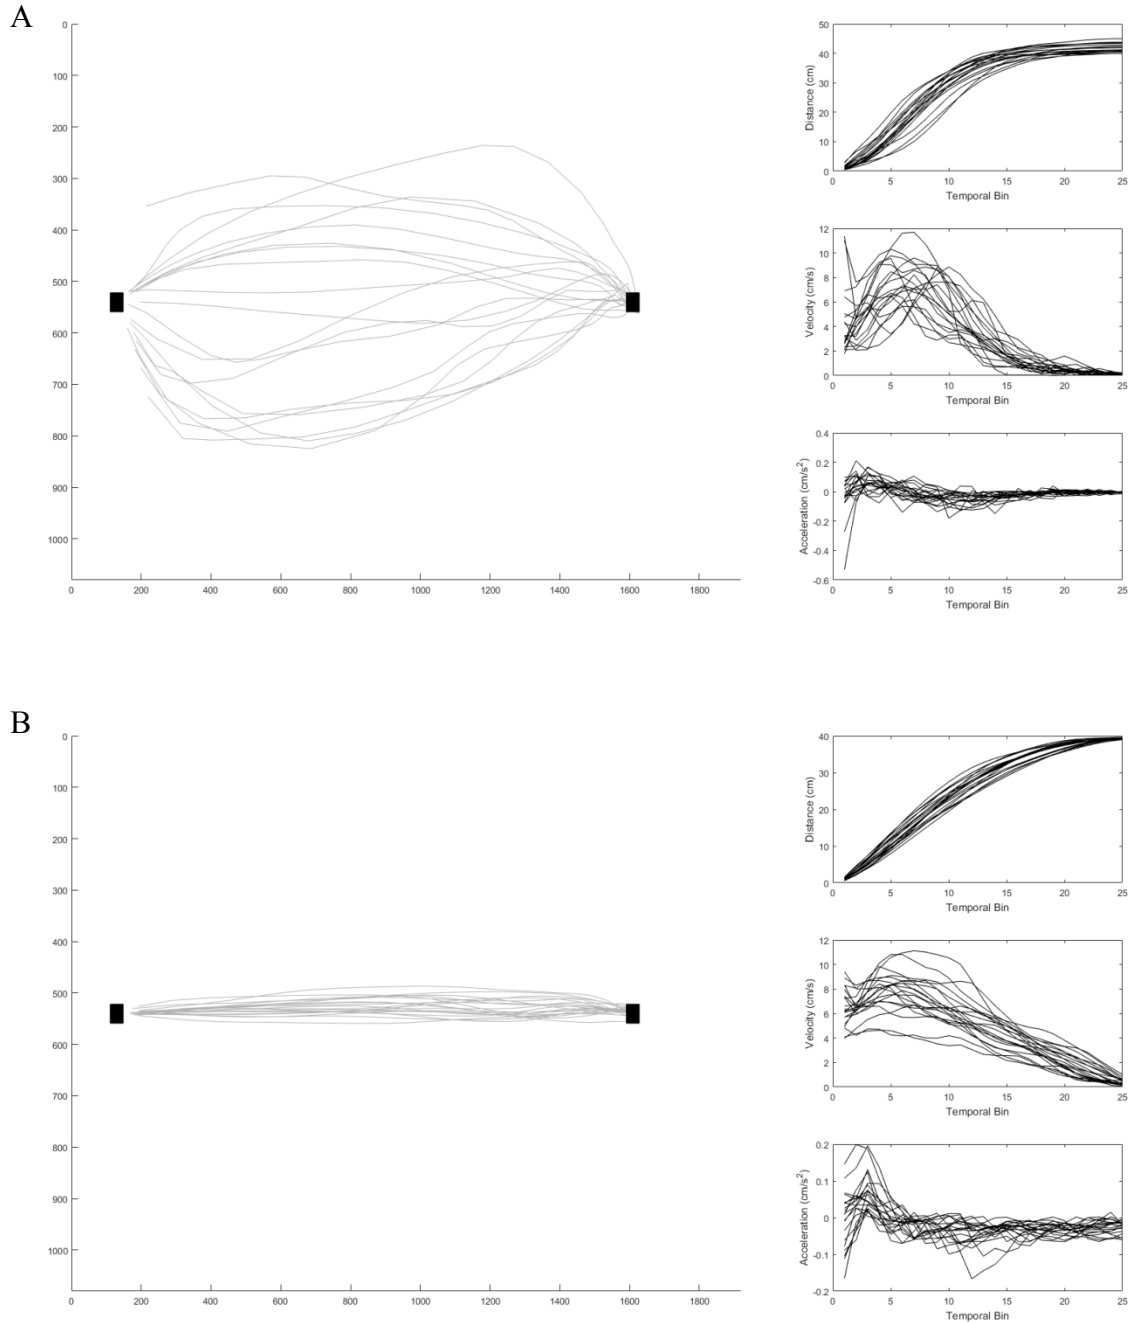 A
0
100
200
300
400
500
600
700
800
900
1000
0 200 400 600 800 1000 1200 1400 1600 1800
50
40
30
20
10
0
Distance (cm)
0 5 10 15 20 25
Temporal Bin
12
10
8
6
4
2
0
Velocity (cm/s)
0 5 10 15 20 25
Temporal Bin
0.4
0.2
0
-0.2
-0.4
-0.6
Acceleration (cm/s²)
0 5 10 15 20 25
Temporal Bin
B
0
100
200
300
400
500
600
700
800
900
1000
0 200 400 600 800 1000 1200 1400 1600 1800
40
30
20
10
0
Distance (cm)
0 5 10 15 20 25
Temporal Bin
12
10
8
6
4
2
0
Velocity (cm/s)
0 5 10 15 20 25
Temporal Bin
0.2
0.1
0
-0.1
-0.2
Acceleration (cm/s²)
0 5 10 15 20 25
Temporal Bin